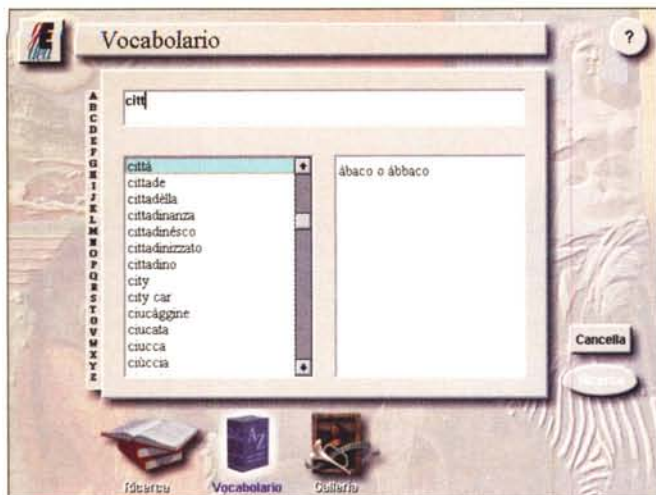 Vocabolario
?
citt
A
B
C
D
E
F
G
H
I
J
K
L
M
N
O
P
Q
R
S
T
U
V
W
X
Y
Z
città
cittade
cittadèlla
cittadinanza
cittadinésco
cittadinizzato
cittadino
city
city car
ciucàggine
ciucata
ciucca
ciùccia
àbaco o àbbaco
Cancella
Ricerca
A
Z
Ricerca
Vocabolario
Galleria